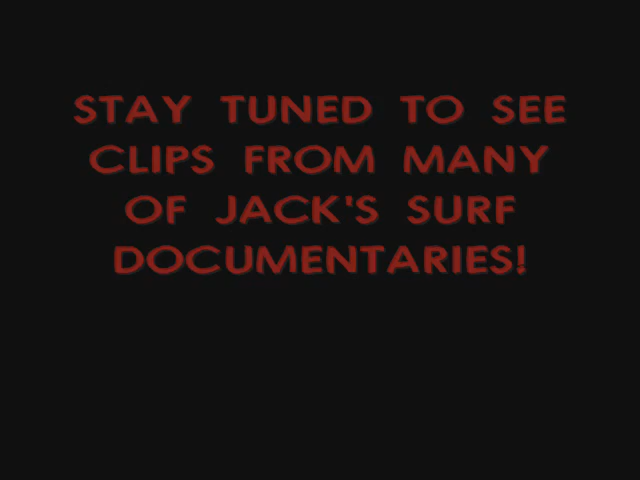 STAY TUNED TO SEE
CLIPS FROM MANY
OF JACK'S SURF
DOCUMENTARIES!